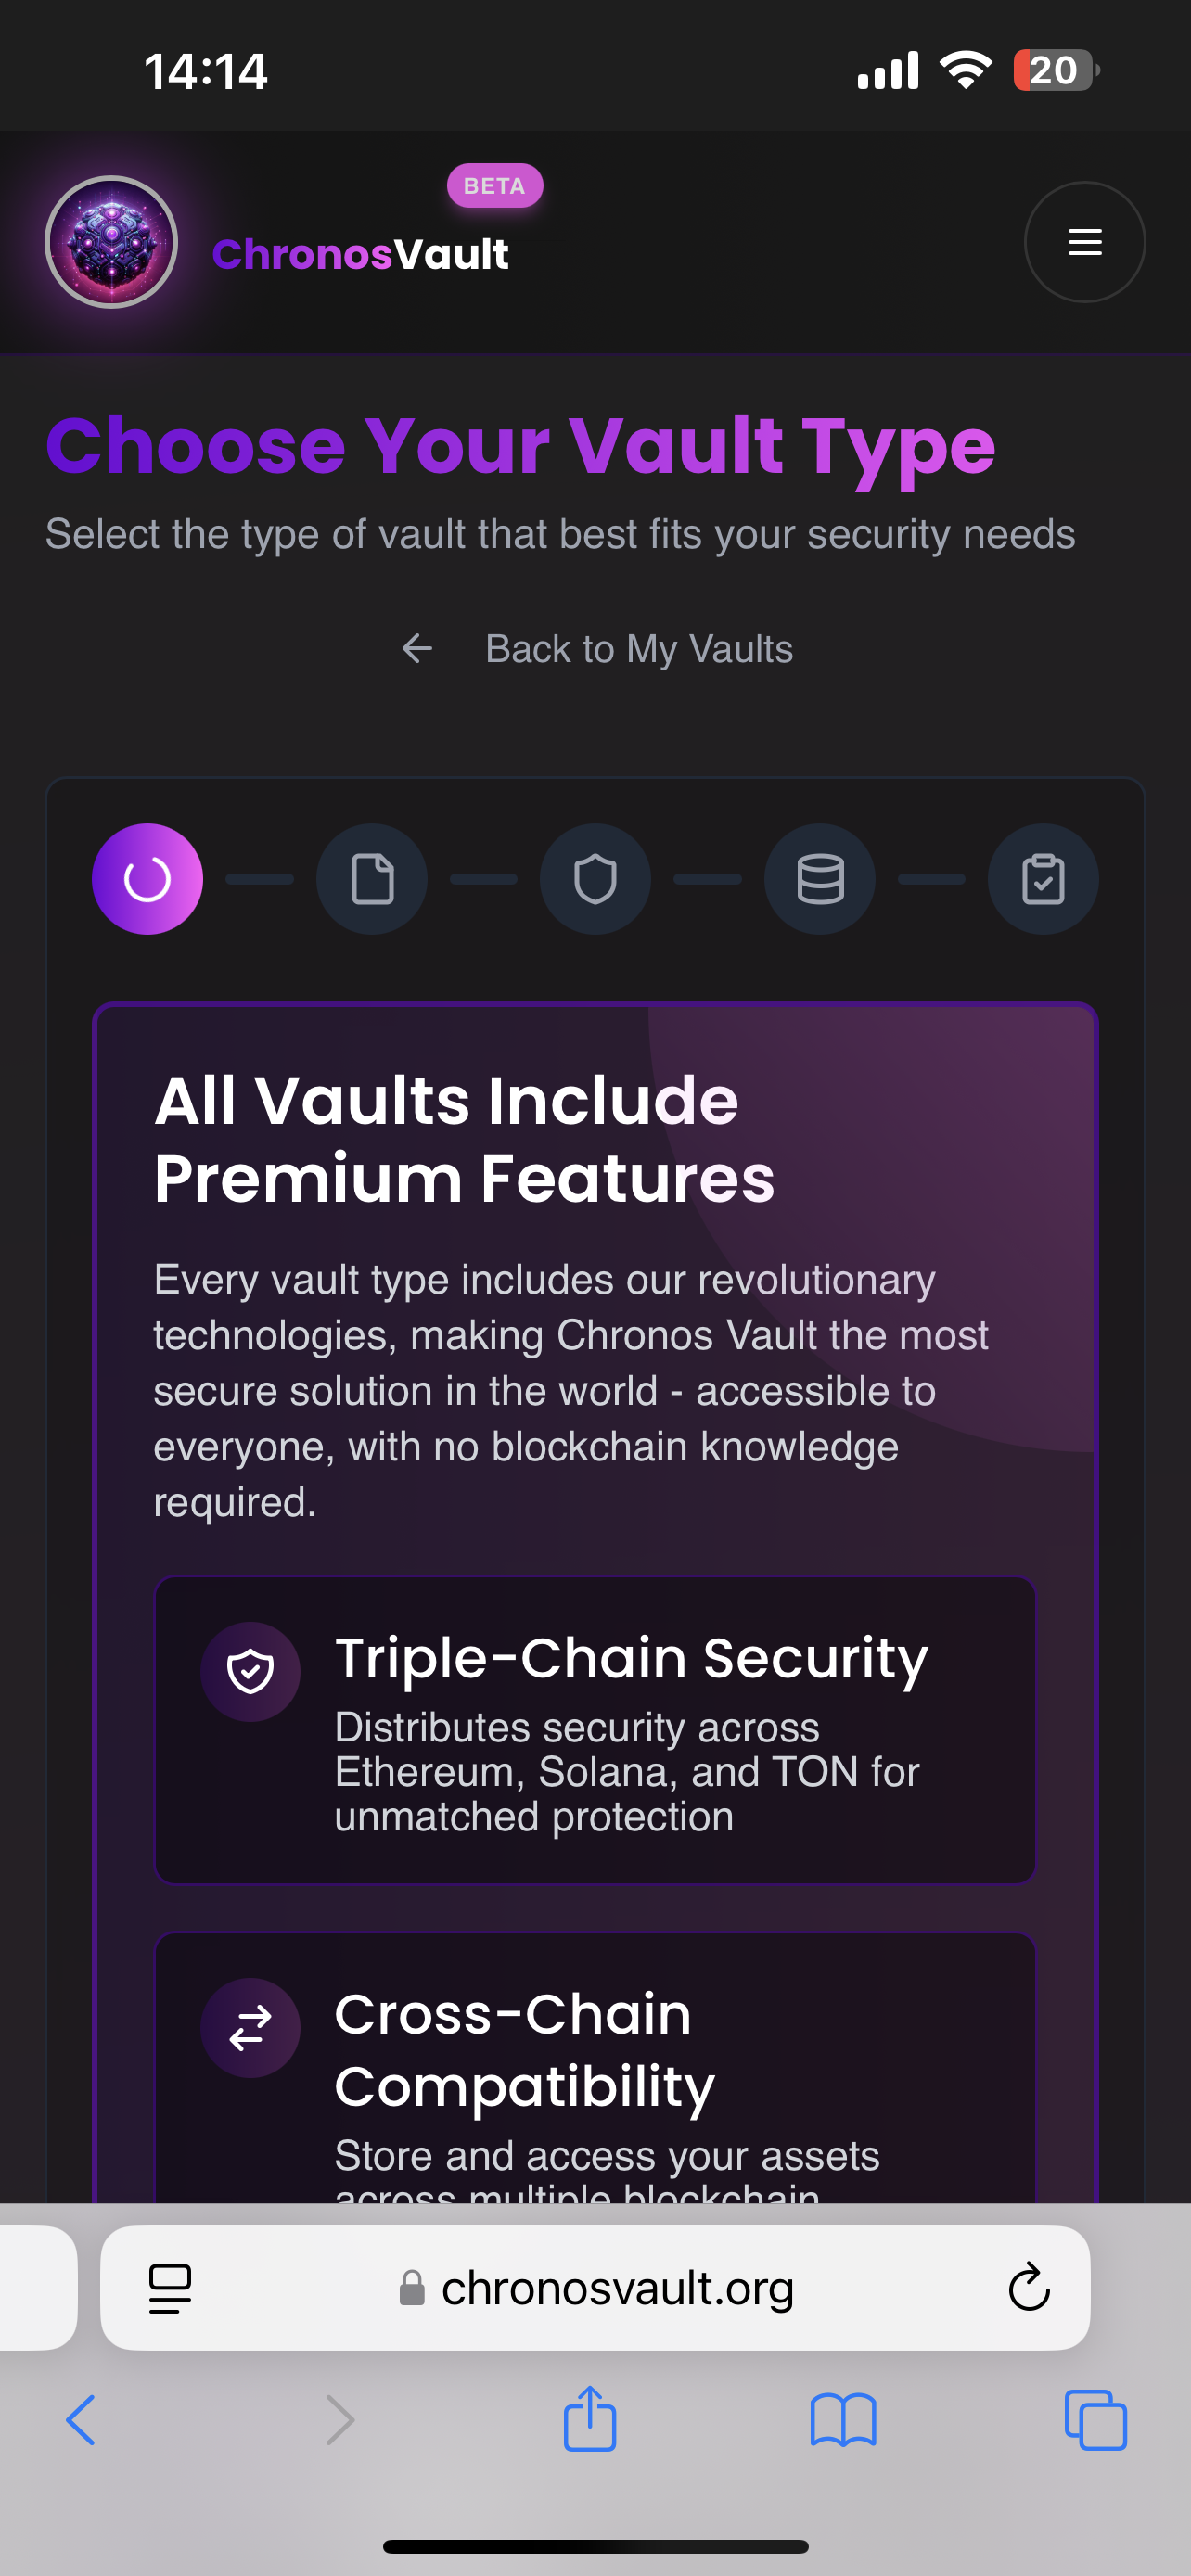 14:14
20
BETA
ChronosVault
Choose Your Vault Type
Select the type of vault that best fits your security needs
Back to My Vaults
All Vaults Include
Premium Features
Every vault type includes our revolutionary
technologies, making Chronos Vault the most
secure solution in the world - accessible to
everyone, with no blockchain knowledge
required.
Triple-Chain Security
Distributes security across
Ethereum, Solana, and TON for
unmatched protection
Cross-Chain
Compatibility
Store and access your assets
across multiple blockchain
chronosvault.org